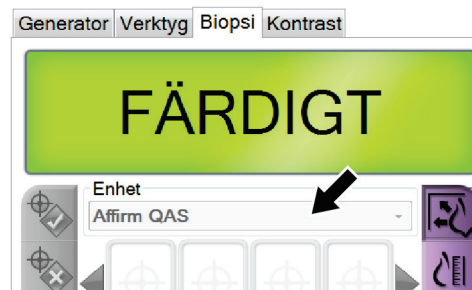 Generator Verktyg Biopsi Kontrast
FÄRDIGT
Enhet
Affirm QAS